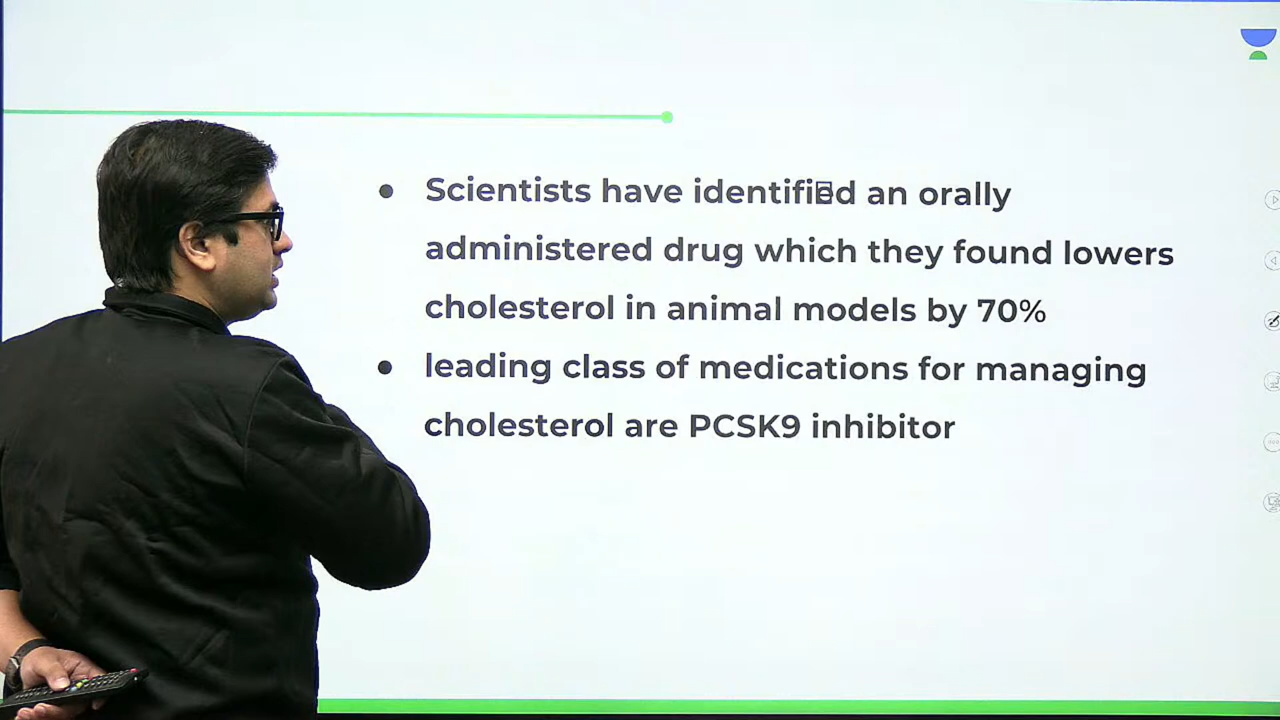 Scientists have identified an orally
administered drug which they found lowers
cholesterol in animal models by 70%
leading class of medications for managing
cholesterol are PCSK9 inhibitor